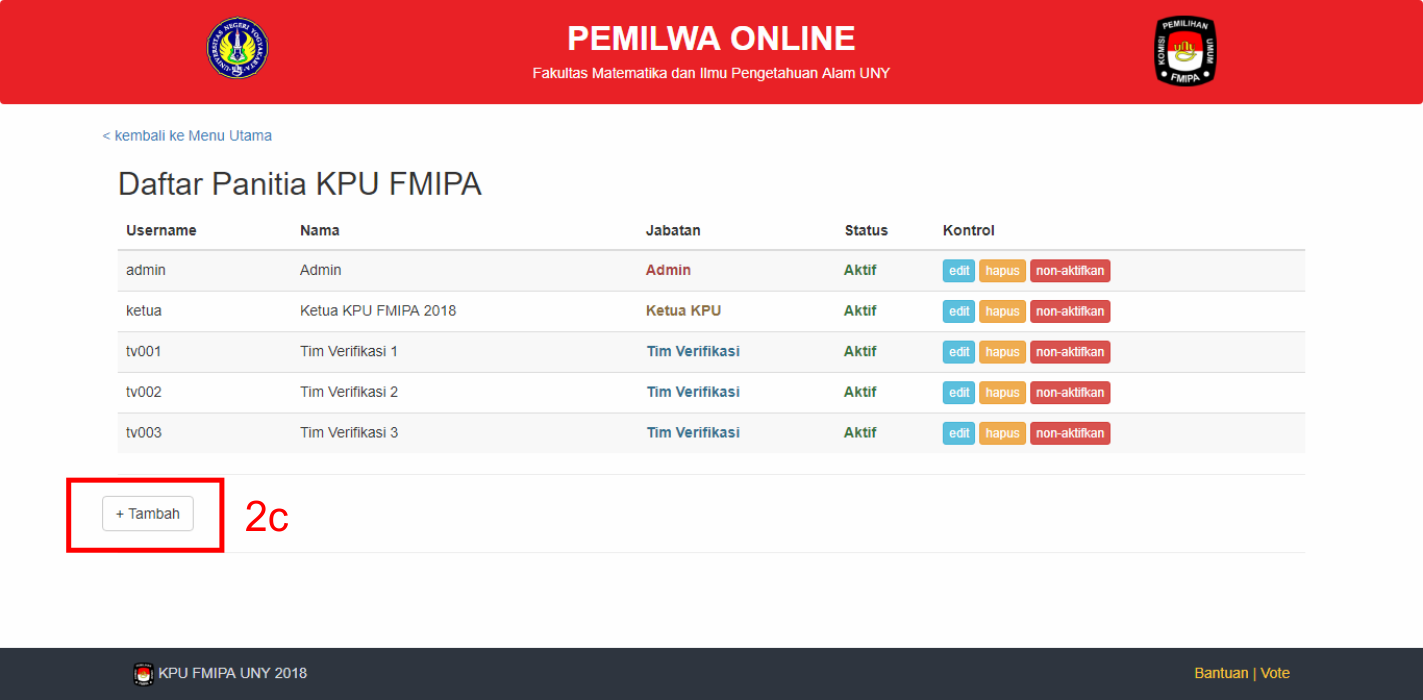 UNIVERSITAS NEGERI YOGYAKARTA
PEMILWA ONLINE
Fakultas Matematika dan Ilmu Pengetahuan Alam UNY
KOMISI PEMILIHAN UMUM
FMIPA
< kembali ke Menu Utama
Daftar Panitia KPU FMIPA
Username Nama Jabatan Status Kontrol
admin Admin Admin Aktif edit hapus non-aktifkan
ketua Ketua KPU FMIPA 2018 Ketua KPU Aktif edit hapus non-aktifkan
tv001 Tim Verifikasi 1 Tim Verifikasi Aktif edit hapus non-aktifkan
tv002 Tim Verifikasi 2 Tim Verifikasi Aktif edit hapus non-aktifkan
tv003 Tim Verifikasi 3 Tim Verifikasi Aktif edit hapus non-aktifkan
+ Tambah 2c
KPU FMIPA UNY 2018 Bantuan | Vote